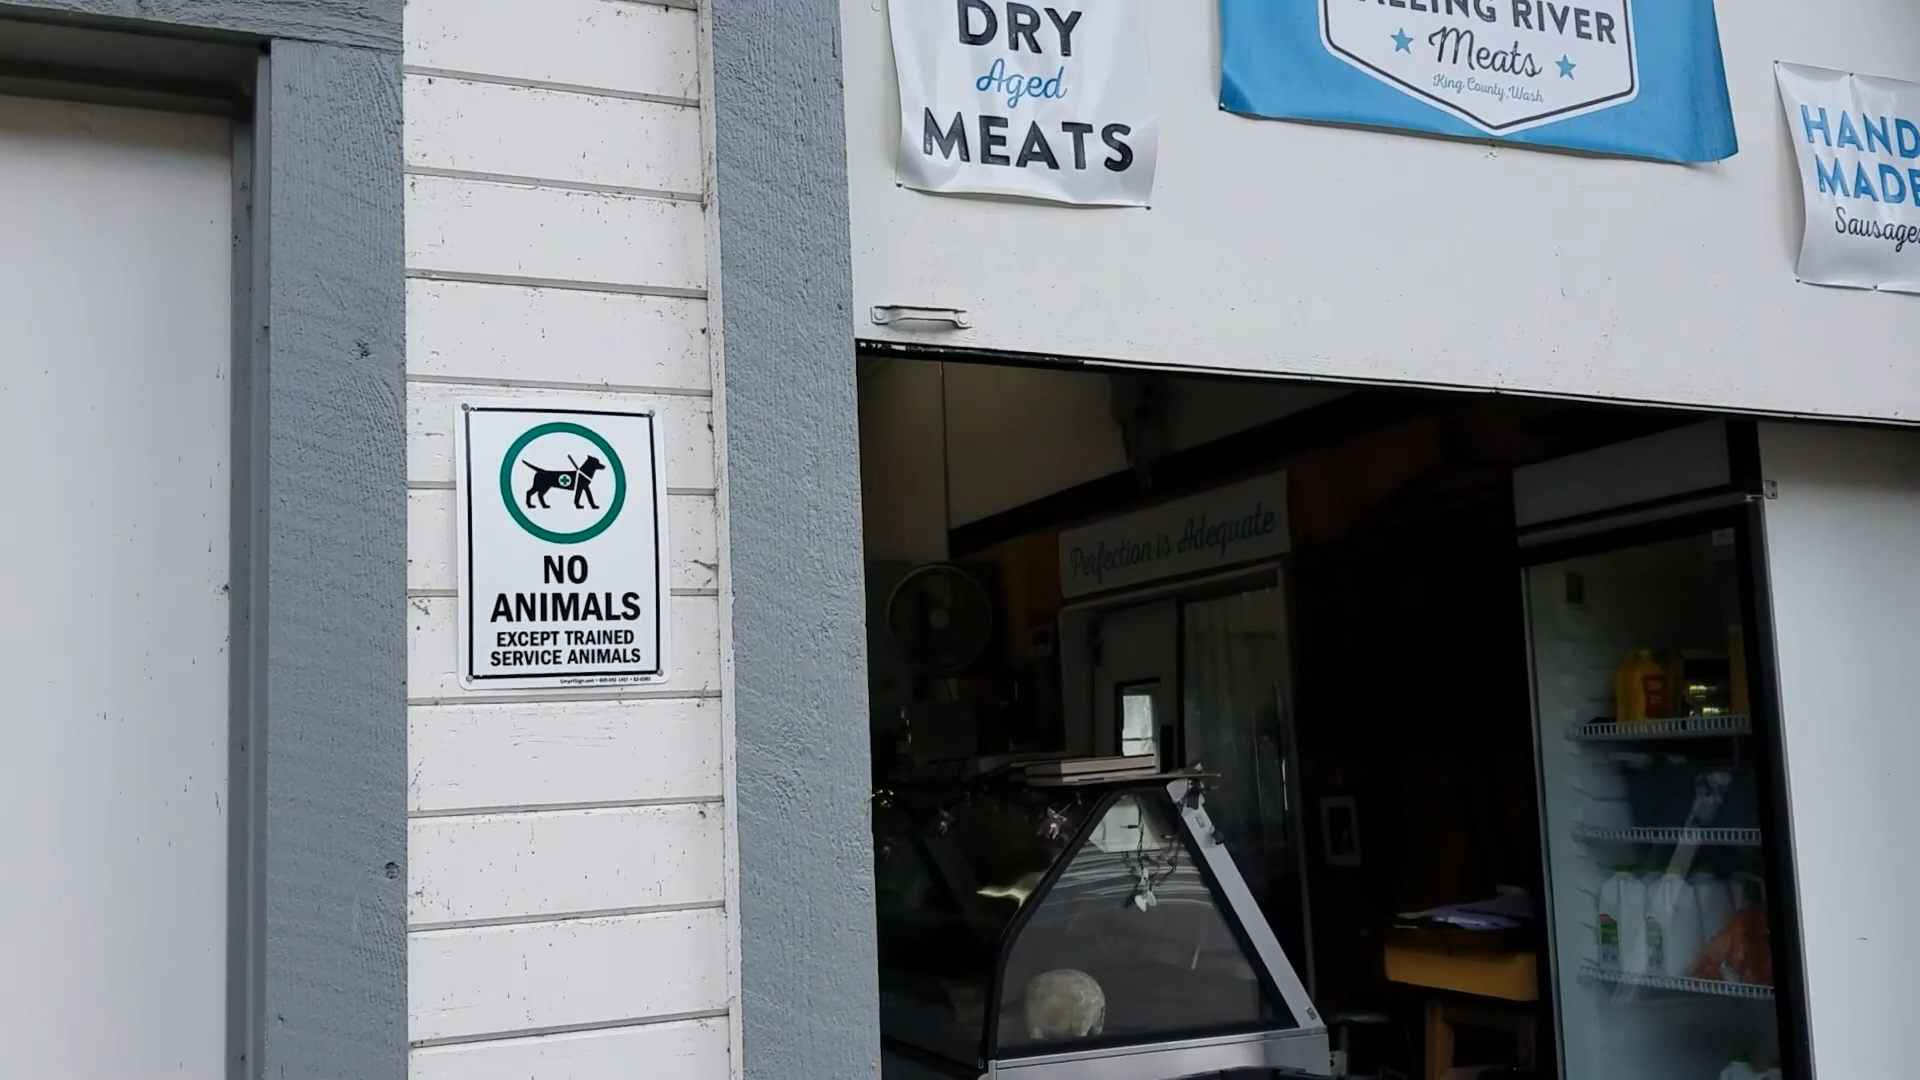 DRY
Aged
MEATS
RIVER
Meats
King County, Wash
HAND
MADE
Sausages
NO
ANIMALS
EXCEPT TRAINED
SERVICE ANIMALS
Perfection is Adequate